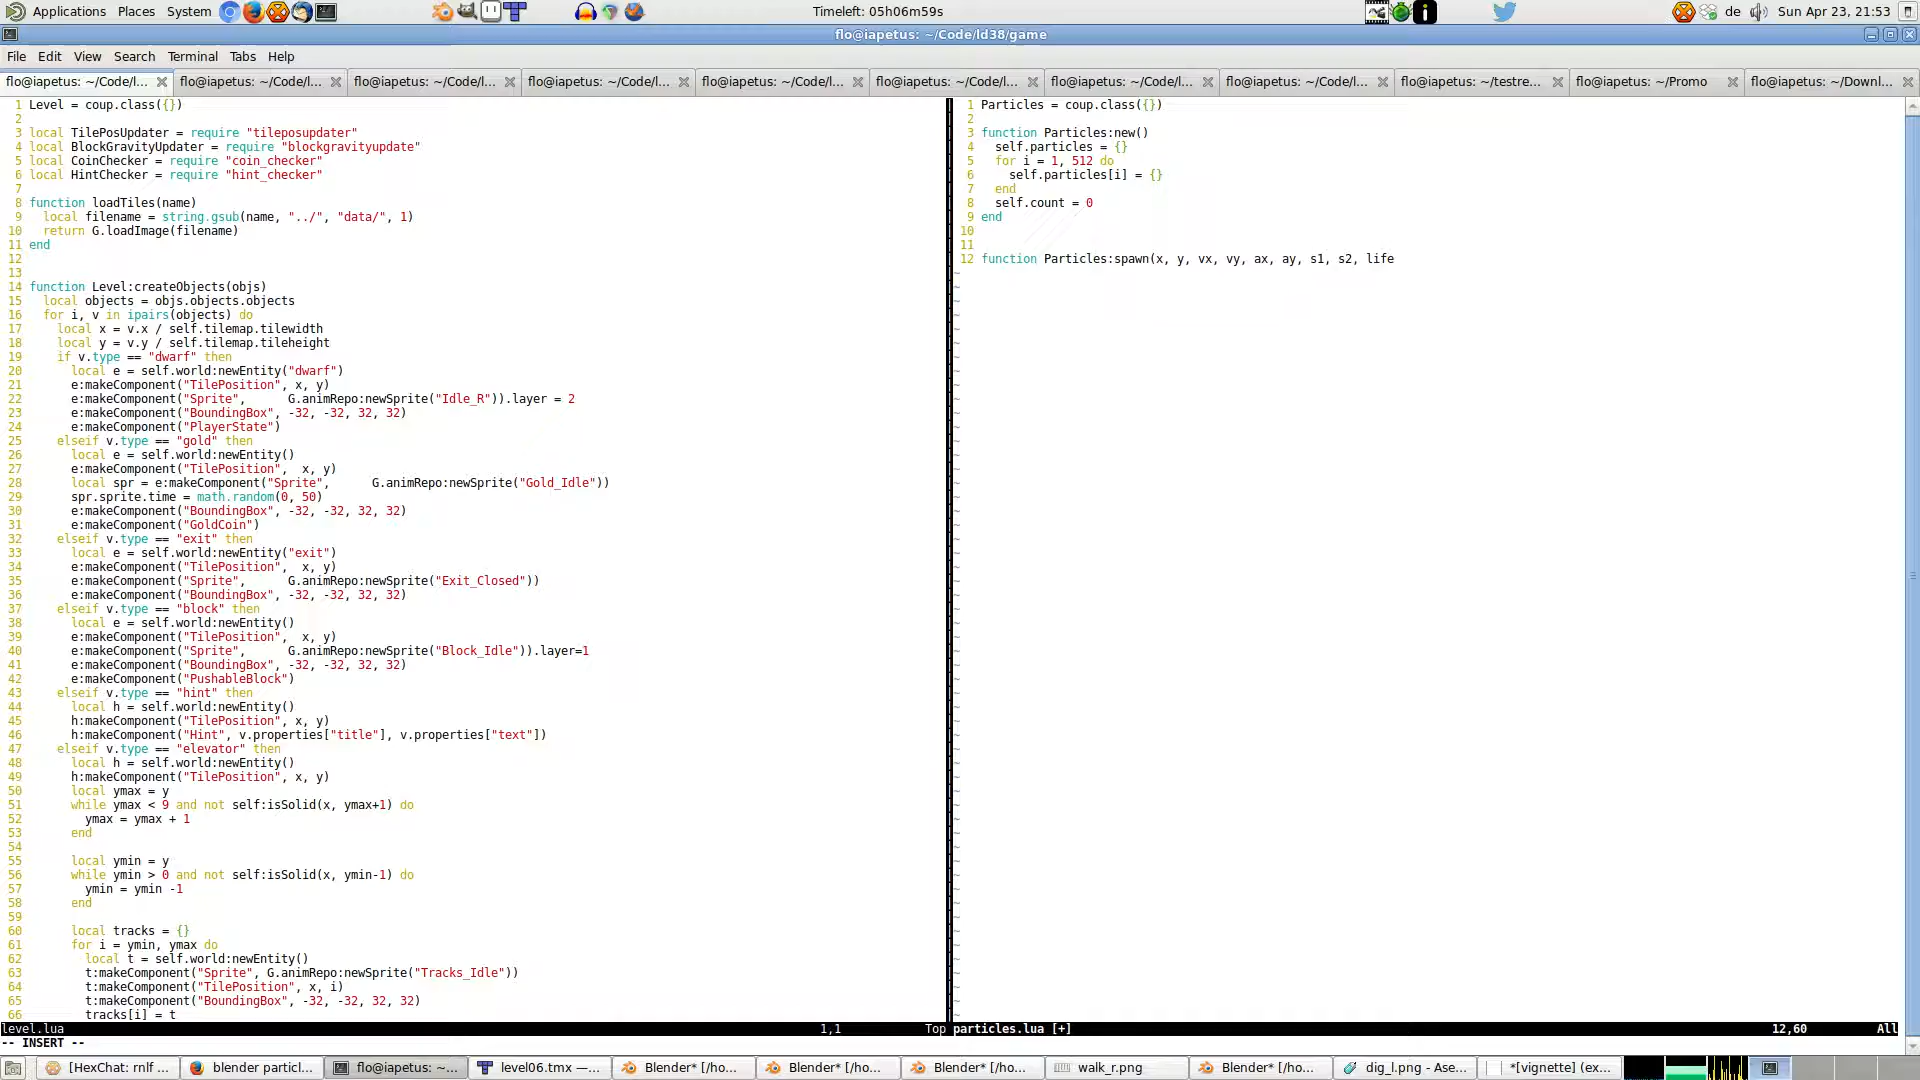 Applications Places System
Timeleft: 05h06m59s
de Sun Apr 23, 21:53
flo@iapetus: ~/Code/ld38/game
File Edit View Search Terminal Tabs Help
flo@iapetus: ~/Code/l... flo@iapetus: ~/Code/l... flo@iapetus: ~/Code/l... flo@iapetus: ~/Code/l... flo@iapetus: ~/Code/l... flo@iapetus: ~/Code/l... flo@iapetus: ~/Code/l... flo@iapetus: ~/Code/l... flo@iapetus: ~/testre... flo@iapetus: ~/Promo flo@iapetus: ~/Downl...
1 Level = coup.class({})
2
3 local TilePosUpdater = require "tileposupdater"
4 local BlockGravityUpdater = require "blockgravityupdate"
5 local CoinChecker = require "coin_checker"
6 local HintChecker = require "hint_checker"
7
8 function loadTiles(name)
9   local filename = string.gsub(name, "../", "data/", 1)
10   return G.loadImage(filename)
11 end
12
13
14 function Level:createObjects(objs)
15   local objects = objs.objects.objects
16   for i, v in ipairs(objects) do
17     local x = v.x / self.tilemap.tilewidth
18     local y = v.y / self.tilemap.tileheight
19     if v.type == "dwarf" then
20       local e = self.world:newEntity("dwarf")
21       e:makeComponent("TilePosition", x, y)
22       e:makeComponent("Sprite",      G.animRepo:newSprite("Idle_R")).layer = 2
23       e:makeComponent("BoundingBox", -32, -32, 32, 32)
24       e:makeComponent("PlayerState")
25     elseif v.type == "gold" then
26       local e = self.world:newEntity()
27       e:makeComponent("TilePosition",  x, y)
28       local spr = e:makeComponent("Sprite",      G.animRepo:newSprite("Gold_Idle"))
29       spr.sprite.time = math.random(0, 50)
30       e:makeComponent("BoundingBox", -32, -32, 32, 32)
31       e:makeComponent("GoldCoin")
32     elseif v.type == "exit" then
33       local e = self.world:newEntity("exit")
34       e:makeComponent("TilePosition",  x, y)
35       e:makeComponent("Sprite",      G.animRepo:newSprite("Exit_Closed"))
36       e:makeComponent("BoundingBox", -32, -32, 32, 32)
37     elseif v.type == "block" then
38       local e = self.world:newEntity()
39       e:makeComponent("TilePosition",  x, y)
40       e:makeComponent("Sprite",      G.animRepo:newSprite("Block_Idle")).layer=1
41       e:makeComponent("BoundingBox", -32, -32, 32, 32)
42       e:makeComponent("PushableBlock")
43     elseif v.type == "hint" then
44       local h = self.world:newEntity()
45       h:makeComponent("TilePosition", x, y)
46       h:makeComponent("Hint", v.properties["title"], v.properties["text"])
47     elseif v.type == "elevator" then
48       local h = self.world:newEntity()
49       h:makeComponent("TilePosition", x, y)
50       local ymax = y
51       while ymax < 9 and not self:isSolid(x, ymax+1) do
52         ymax = ymax + 1
53       end
54
55       local ymin = y
56       while ymin > 0 and not self:isSolid(x, ymin-1) do
57         ymin = ymin -1
58       end
59
60       local tracks = {}
61       for i = ymin, ymax do
62         local t = self.world:newEntity()
63         t:makeComponent("Sprite", G.animRepo:newSprite("Tracks_Idle"))
64         t:makeComponent("TilePosition", x, i)
65         t:makeComponent("BoundingBox", -32, -32, 32, 32)
66         tracks[i] = t
level.lua 1,1 Top
-- INSERT --
1 Particles = coup.class({})
2
3 function Particles:new()
4   self.particles = {}
5   for i = 1, 512 do
6     self.particles[i] = {}
7   end
8   self.count = 0
9 end
10
11
12 function Particles:spawn(x, y, vx, vy, ax, ay, s1, s2, life
particles.lua [+] 12,60 All
[HexChat: rnlf ... blender particl... flo@iapetus: ~... level06.tmx —... Blender* [/ho... Blender* [/ho... Blender* [/ho... walk_r.png Blender* [/ho... dig_l.png - Ase... *[vignette] (ex...